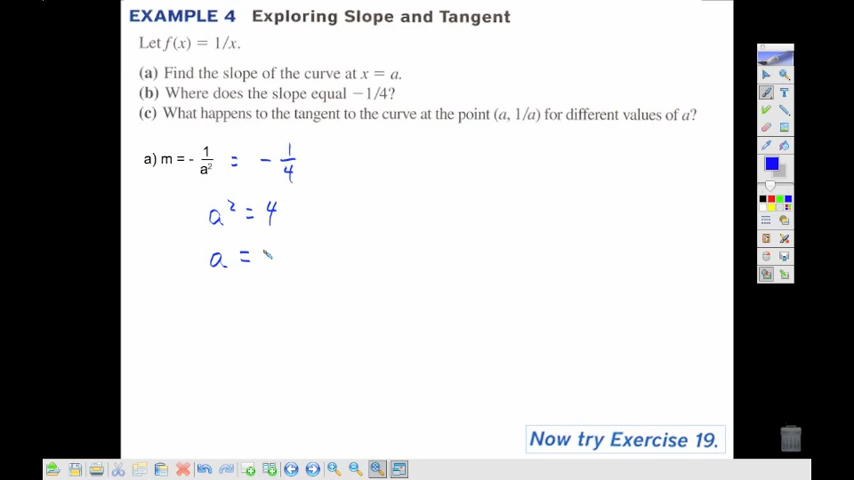 EXAMPLE 4 Exploring Slope and Tangent
Let f(x) = 1/x.
(a) Find the slope of the curve at x = a.
(b) Where does the slope equal −1/4?
(c) What happens to the tangent to the curve at the point (a, 1/a) for different values of a?
a) m = - 1/a² = - 1/4
a² = 4
a =
Now try Exercise 19.